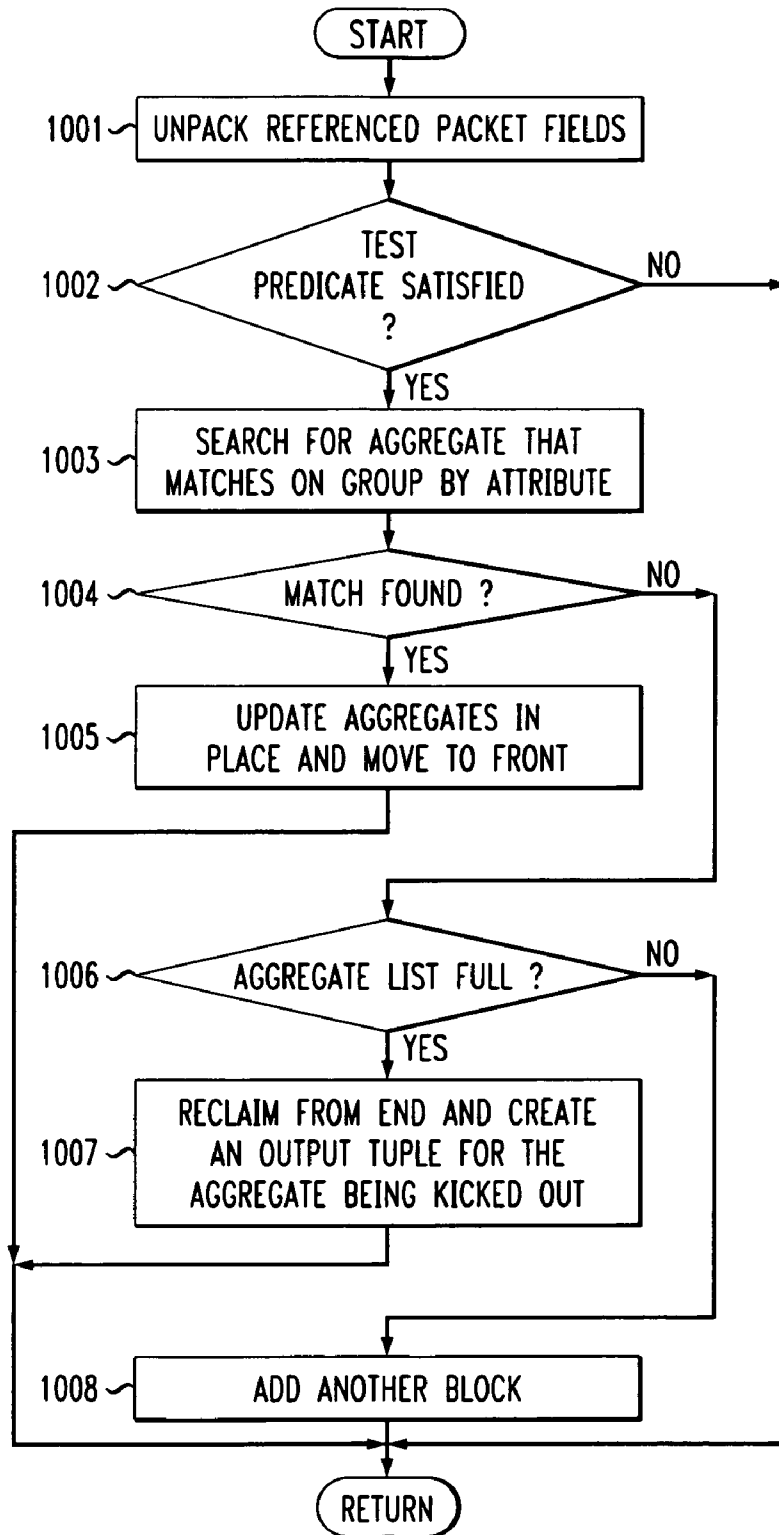 START
1001
UNPACK REFERENCED PACKET FIELDS
1002
TEST
PREDICATE SATISFIED
?
NO
YES
1003
SEARCH FOR AGGREGATE THAT
MATCHES ON GROUP BY ATTRIBUTE
1004
MATCH FOUND ?
NO
YES
1005
UPDATE AGGREGATES IN
PLACE AND MOVE TO FRONT
1006
AGGREGATE LIST FULL ?
NO
YES
1007
RECLAIM FROM END AND CREATE
AN OUTPUT TUPLE FOR THE
AGGREGATE BEING KICKED OUT
1008
ADD ANOTHER BLOCK
RETURN